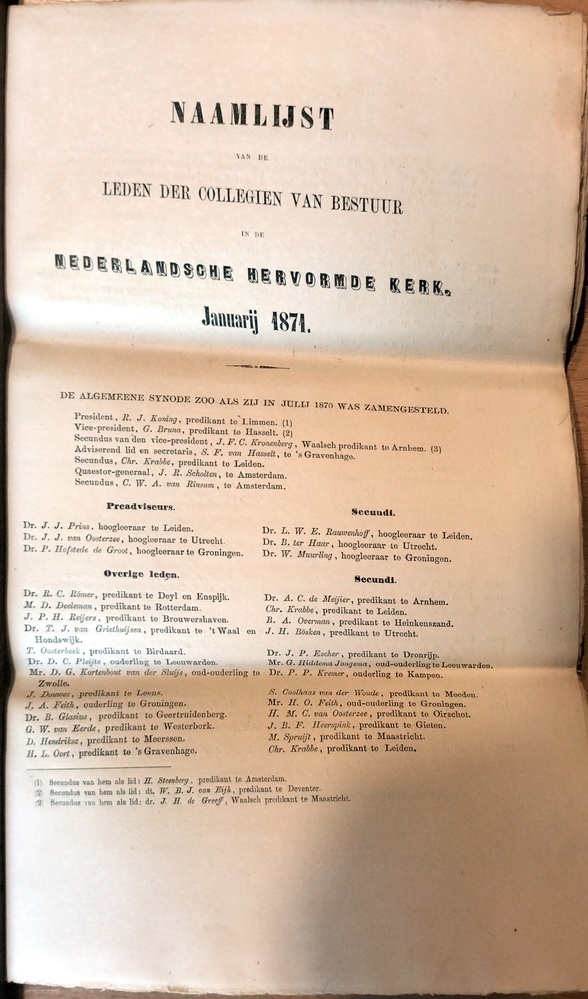 NAAMLIJST
VAN DE
LEDEN DER COLLEGIEN VAN BESTUUR
IN DE
NEDERLANDSCHE HERVORMDE KERK.
Januarij 1871.
DE ALGEMEENE SYNODE ZOO ALS ZIJ IN JULIJ 1870 WAS ZAMENGESTELD.
President, R. J. Koning, predikant te Limmen. (1)
Vice-president, G. Bruna, predikant te Hasselt. (2)
Secundus van den vice-president, J. F. C. Kronenberg, Waalsch predikant te Arnhem. (3)
Adviserend lid en secretaris, S. F. van Hasselt, te 's Gravenhage.
Secundus, Chr. Krabbe, predikant te Leiden.
Quaestor-generaal, J. R. Scholten, te Amsterdam.
Secundus, C. W. A. van Rinsum, te Amsterdam.
Preadviseurs.
Dr. J. J. Prins, hoogleeraar te Leiden.
Dr. J. J. van Oosterzee, hoogleeraar te Utrecht.
Dr. P. Hofstede de Groot, hoogleeraar te Groningen.
Secundi.
Dr. L. W. E. Rauwenhoff, hoogleeraar te Leiden.
Dr. B. ter Haar, hoogleeraar te Utrecht.
Dr. W. Muurling, hoogleeraar te Groningen.
Overige leden.
Dr. R. C. Römer, predikant te Deyl en Enspijk.
M. D. Deeleman, predikant te Rotterdam.
J. P. H. Reijers, predikant te Brouwershaven.
Dr. T. J. van Griethuijsen, predikant te 't Waal en
Hondswijk.
T. Oosterbeek, predikant te Birdaard.
Dr. D. C. Pleijte, ouderling te Leeuwarden.
Mr. D. G. Kortenbout van der Sluijs, oud-ouderling te
Zwolle.
J. Douwes, predikant te Leens.
J. A. Feith, ouderling te Groningen.
Dr. B. Glasius, predikant te Geertruidenberg.
G. W. van Eerde, predikant te Westerbork.
D. Hendriksz, predikant te Meerssen.
H. L. Oort, predikant te 's Gravenhage.
Secundi.
Dr. A. C. de Meijier, predikant te Arnhem.
Chr. Krabbe, predikant te Leiden.
B. A. Overman, predikant te Heinkenszand.
J. H. Bösken, predikant te Utrecht.
Dr. J. P. Escher, predikant te Dronrijp.
Mr. G. Hiddema Jongema, oud-ouderling te Leeuwarden.
Dr. P. P. Kremer, ouderling te Kampen.
S. Coolhaas van der Woude, predikant te Meeden.
Mr. H. O. Feith, oud-ouderling te Groningen.
H. M. C. van Oosterzee, predikant te Oirschot.
J. B. F. Heerspink, predikant te Gieten.
M. Spruijt, predikant te Maastricht.
Chr. Krabbe, predikant te Leiden.
(1) Secundus van hem als lid: H. Steenberg, predikant te Amsterdam.
(2) Secundus van hem als lid: dr. W. B. J. van Eijk, predikant te Deventer.
(3) Secundus van hem als lid: dr. J. H. de Greeff, Waalsch predikant te Maastricht.